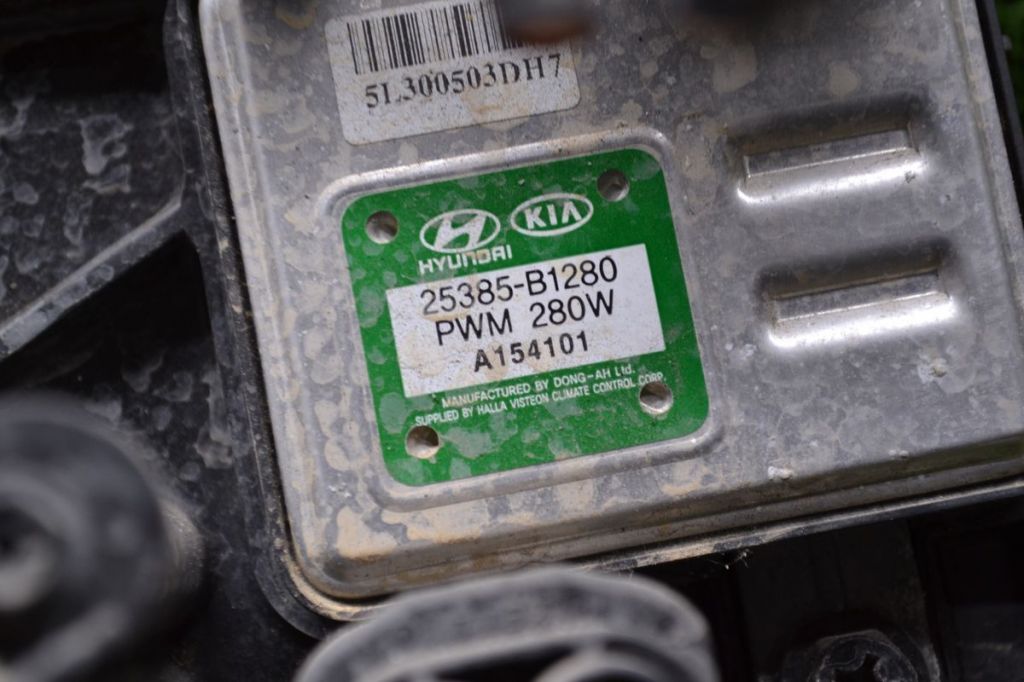 5L300503DH7
HYUNDAI KIA
25385-B1280
PWM 280W
A154101
MANUFACTURED BY DONG-AH Ltd.
SUPPLIED BY HALLA VISTEON CLIMATE CONTROL CORP.